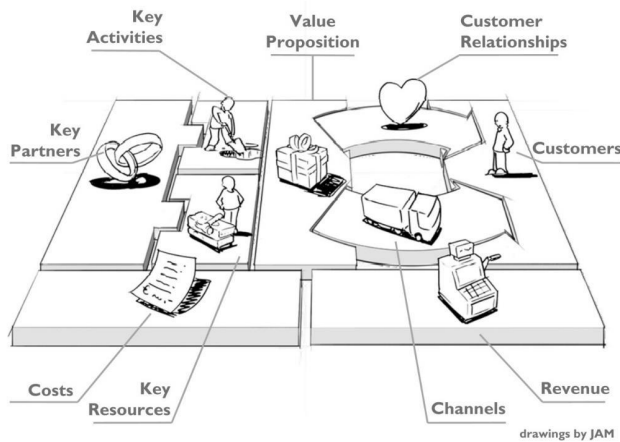 Key
Activities
Value
Proposition
Customer
Relationships
Key
Partners
Customers
Costs
Key
Resources
Channels
Revenue
drawings by JAM